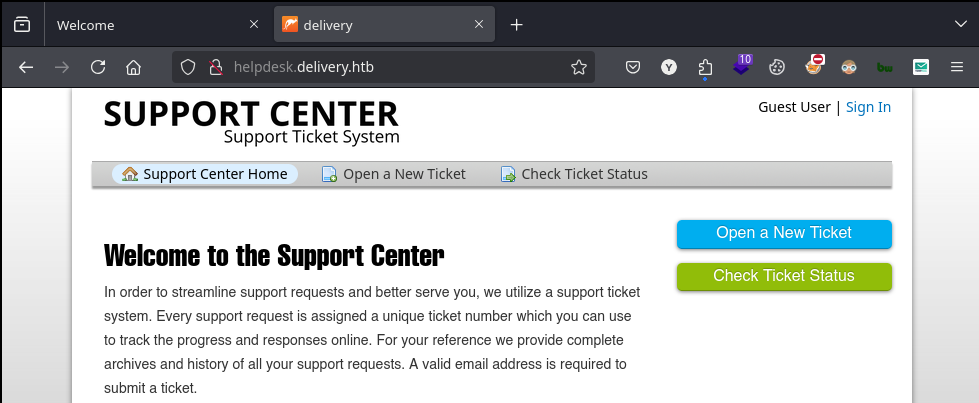 Welcome
delivery
helpdesk.delivery.htb
Y
10
bw
SUPPORT CENTER
Support Ticket System
Guest User | Sign In
Support Center Home
Open a New Ticket
Check Ticket Status
Open a New Ticket
Check Ticket Status
Welcome to the Support Center
In order to streamline support requests and better serve you, we utilize a support ticket
system. Every support request is assigned a unique ticket number which you can use
to track the progress and responses online. For your reference we provide complete
archives and history of all your support requests. A valid email address is required to
submit a ticket.